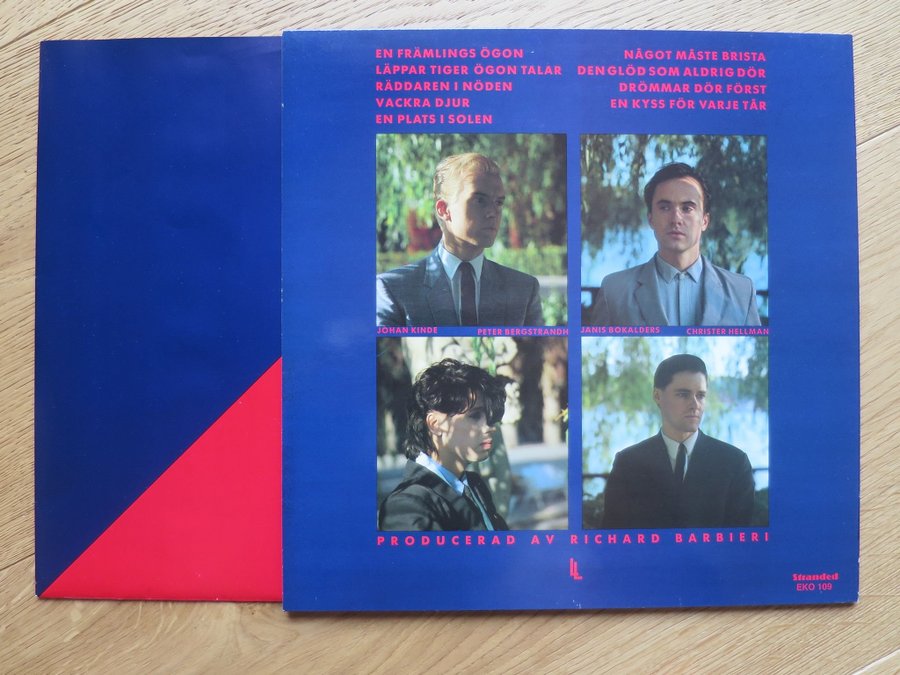 EN FRÄMLINGS ÖGON
LÄPPAR TIGER ÖGON TALAR
RÄDDAREN I NÖDEN
VACKRA DJUR
EN PLATS I SOLEN
NÅGOT MÅSTE BRISTA
DEN GLÖD SOM ALDRIG DÖR
DRÖMMAR DÖR FÖRST
EN KYSS FÖR VARJE TÅR
JOHAN KINDE
PETER BERGSTRANDH
JANIS BOKALDERS
CHRISTER HELLMAN
PRODUCERAD AV RICHARD BARBIERI
LL
Stranded
EKO 109